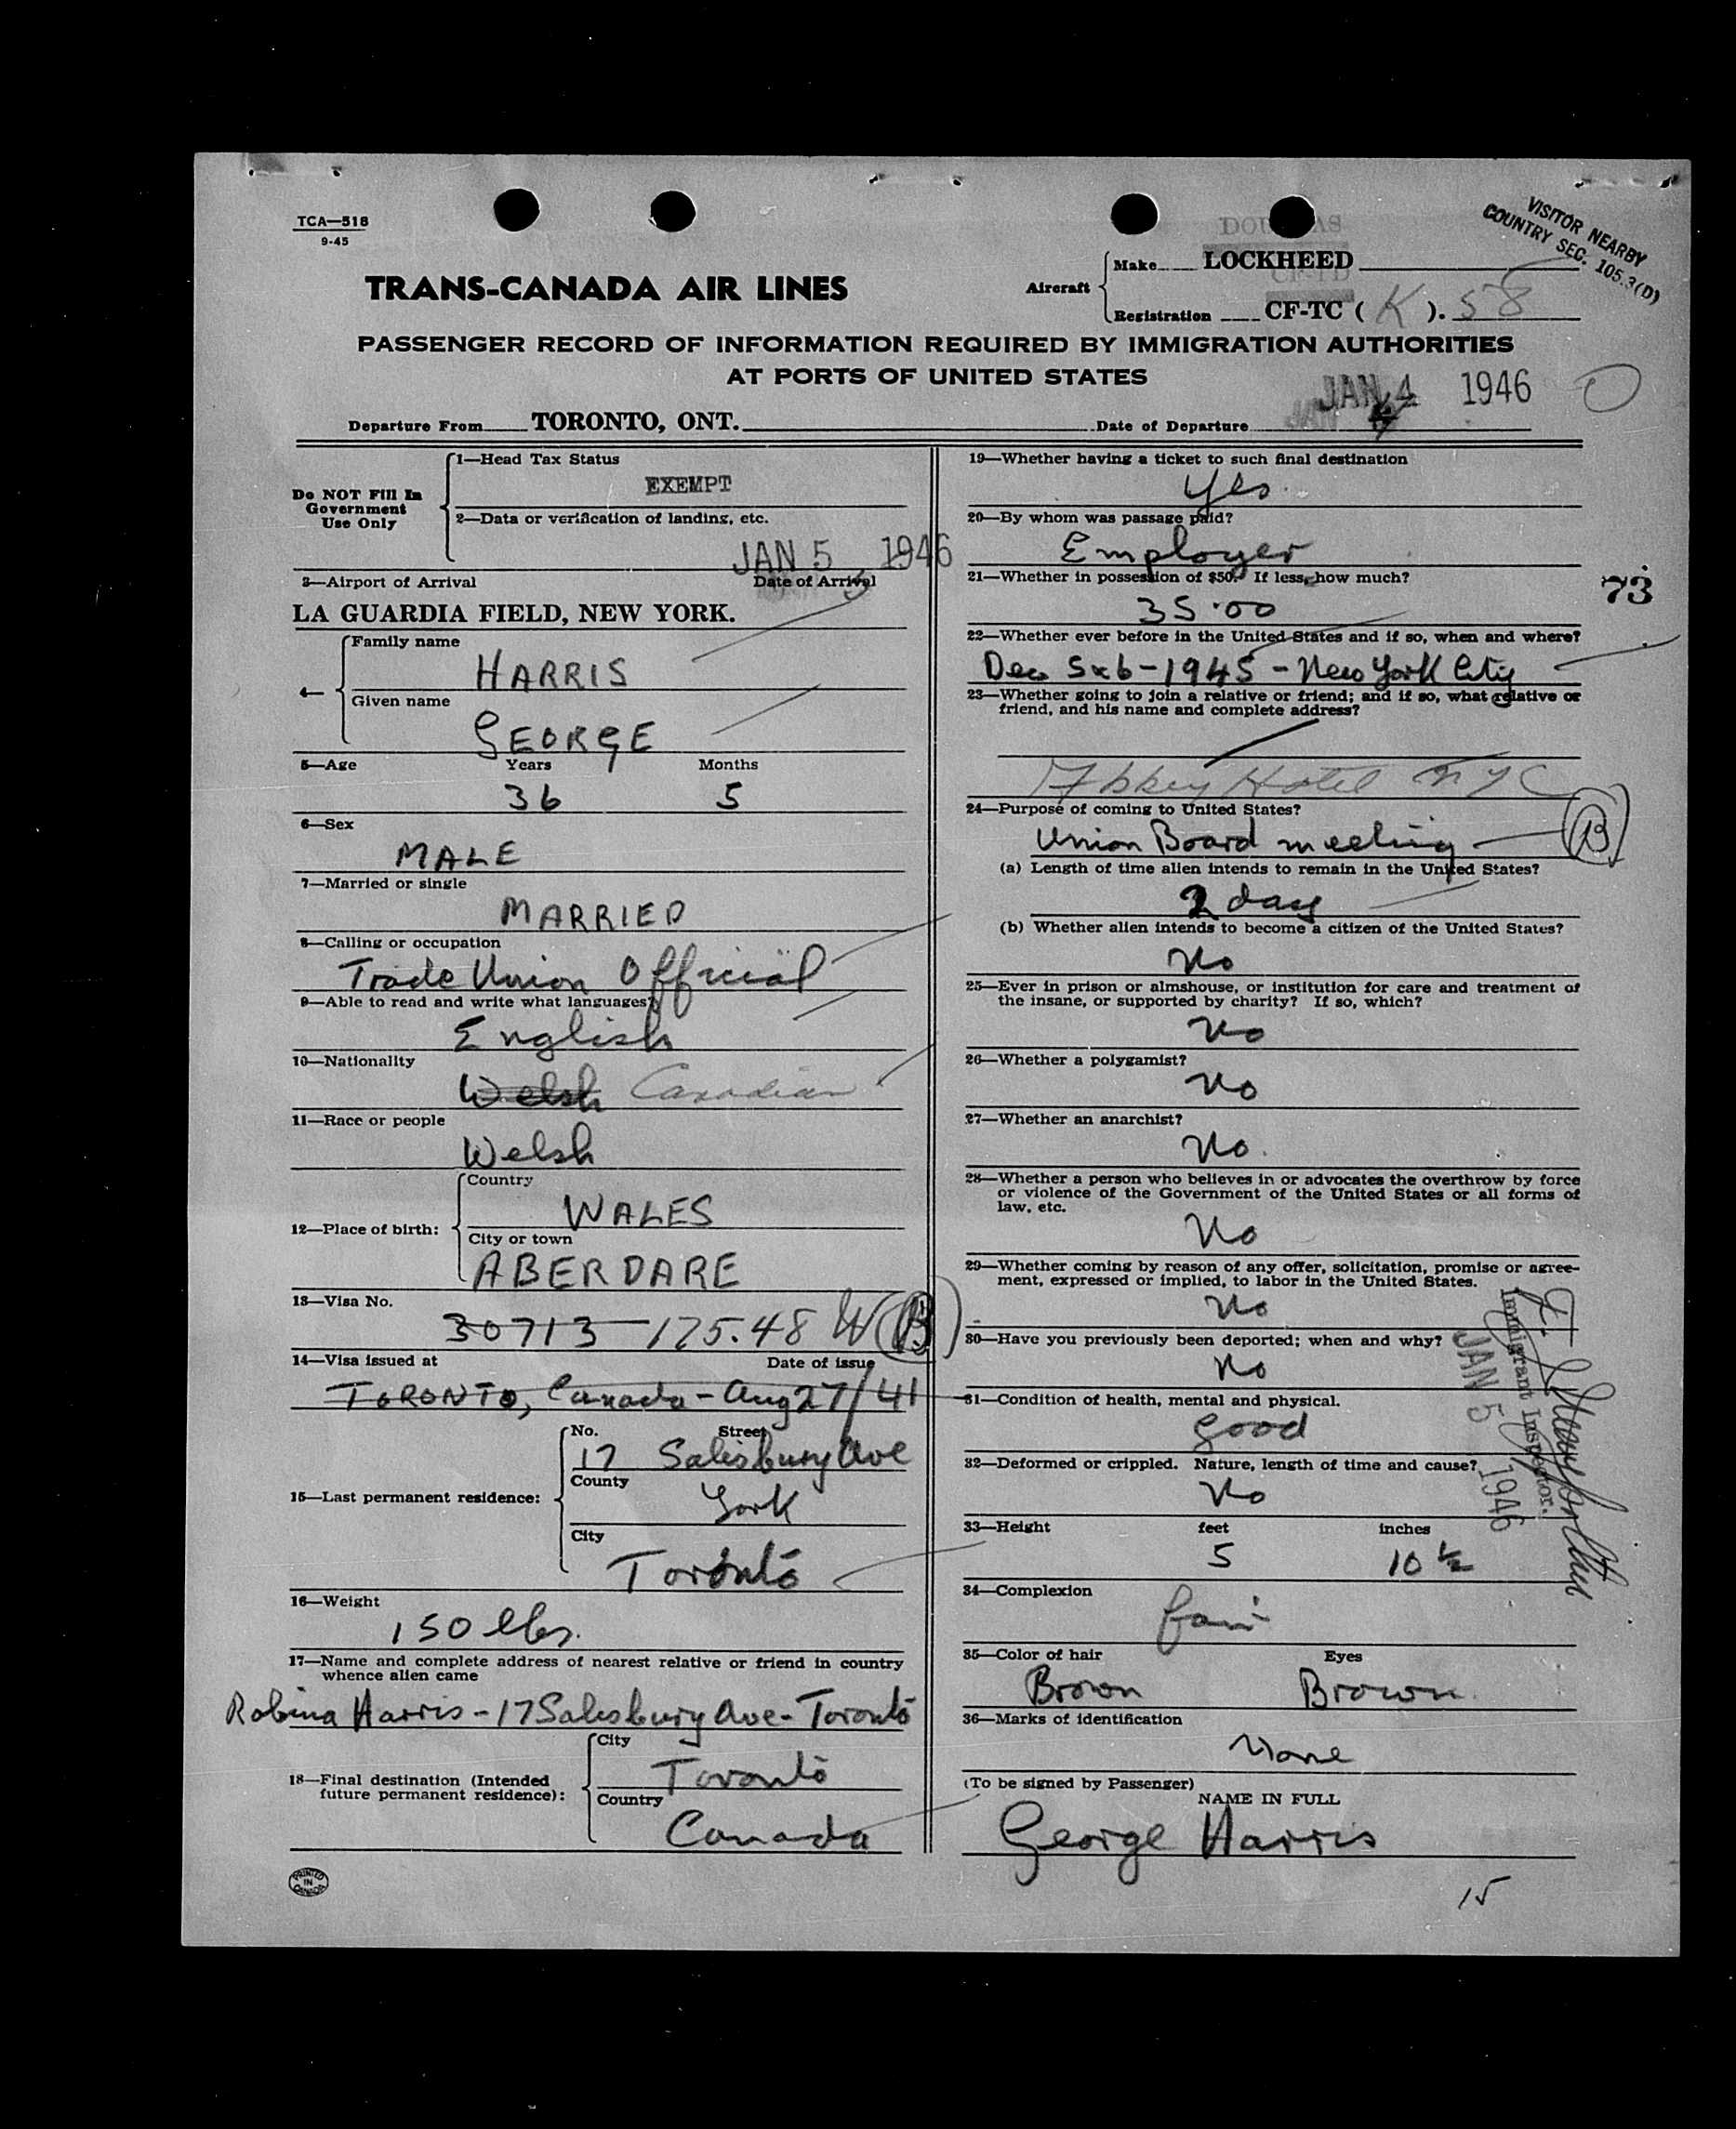 TCA—518
9-45
VISITOR NEARBY
COUNTRY SEC. 105.3(D)
TRANS-CANADA AIR LINES
Aircraft
Make LOCKHEED
Registration CF-TC ( K ). 58
PASSENGER RECORD OF INFORMATION REQUIRED BY IMMIGRATION AUTHORITIES
AT PORTS OF UNITED STATES
JAN 4 1946
Departure From TORONTO, ONT. Date of Departure
Do NOT Fill In
Government
Use Only
1—Head Tax Status
EXEMPT
2—Data or verification of landing, etc.
JAN 5 1946
3—Airport of Arrival Date of Arrival
LA GUARDIA FIELD, NEW YORK.
4—
Family name
HARRIS
Given name
GEORGE
5—Age Years Months
36 5
6—Sex
MALE
7—Married or single
MARRIED
8—Calling or occupation
Trade Union Official
9—Able to read and write what languages?
English
10—Nationality
Welsh Canadian
11—Race or people
Welsh
12—Place of birth:
Country
WALES
City or town
ABERDARE
13—Visa No.
30713 175.48 (B)
14—Visa issued at Date of issue
TORONTO, Canada - Aug 27/41
15—Last permanent residence:
No. Street
17 Salisbury Ave
County
York
City
Toronto
16—Weight
150 lbs.
17—Name and complete address of nearest relative or friend in country
whence alien came
Robina Harris - 17 Salisbury Ave - Toronto
18—Final destination (Intended
future permanent residence):
City
Toronto
Country
Canada
PRINTED
IN
CANADA
19—Whether having a ticket to such final destination
Yes
20—By whom was passage paid?
Employer
21—Whether in possession of $50. If less, how much?
35.00
73
22—Whether ever before in the United States and if so, when and where?
Dec 5 & 6 - 1945 - New York City
23—Whether going to join a relative or friend; and if so, what relative or
friend, and his name and complete address?
Abbey Hotel NYC
24—Purpose of coming to United States?
Union Board meeting (B)
(a) Length of time alien intends to remain in the United States?
2 days
(b) Whether alien intends to become a citizen of the United States?
No
25—Ever in prison or almshouse, or institution for care and treatment of
the insane, or supported by charity? If so, which?
No
26—Whether a polygamist?
No
27—Whether an anarchist?
No.
28—Whether a person who believes in or advocates the overthrow by force
or violence of the Government of the United States or all forms of
law, etc.
No
29—Whether coming by reason of any offer, solicitation, promise or agree-
ment, expressed or implied, to labor in the United States.
No
30—Have you previously been deported; when and why?
No
31—Condition of health, mental and physical.
Good
32—Deformed or crippled. Nature, length of time and cause?
No
Immigrant Inspector.
JAN 5 1946
33—Height feet inches
5 10 ½
34—Complexion
fair
35—Color of hair Eyes
Brown Brown
36—Marks of identification
None
(To be signed by Passenger)
NAME IN FULL
George Harris
15